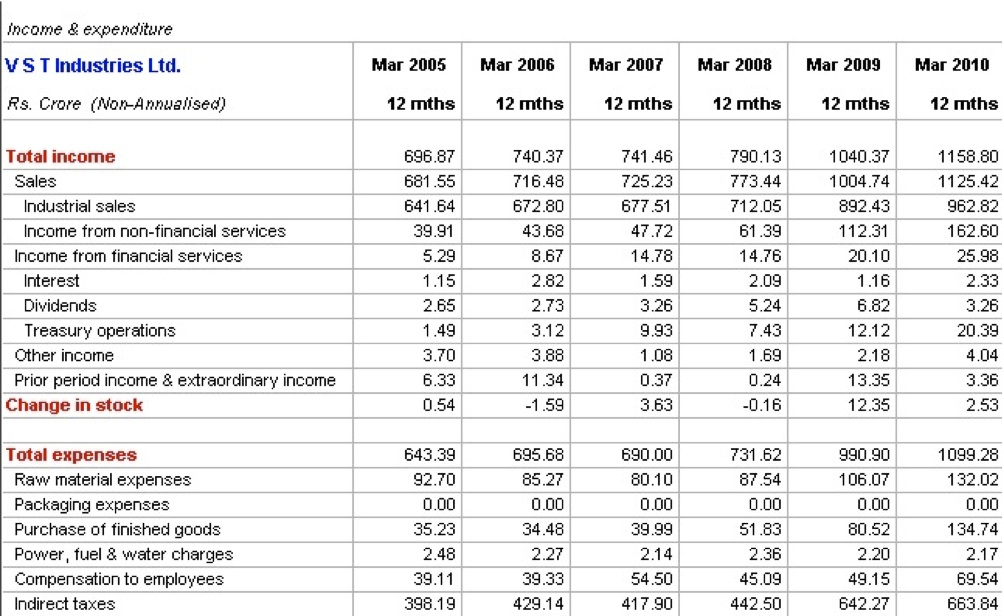 Income & expenditure
V S T Industries Ltd. Mar 2005 Mar 2006 Mar 2007 Mar 2008 Mar 2009 Mar 2010
Rs. Crore (Non-Annualised) 12 mths 12 mths 12 mths 12 mths 12 mths 12 mths
Total income 696.87 740.37 741.46 790.13 1040.37 1158.80
Sales 681.55 716.48 725.23 773.44 1004.74 1125.42
Industrial sales 641.64 672.80 677.51 712.05 892.43 962.82
Income from non-financial services 39.91 43.68 47.72 61.39 112.31 162.60
Income from financial services 5.29 8.67 14.78 14.76 20.10 25.98
Interest 1.15 2.82 1.59 2.09 1.16 2.33
Dividends 2.65 2.73 3.26 5.24 6.82 3.26
Treasury operations 1.49 3.12 9.93 7.43 12.12 20.39
Other income 3.70 3.88 1.08 1.69 2.18 4.04
Prior period income & extraordinary income 6.33 11.34 0.37 0.24 13.35 3.36
Change in stock 0.54 -1.59 3.63 -0.16 12.35 2.53
Total expenses 643.39 695.68 690.00 731.62 990.90 1099.28
Raw material expenses 92.70 85.27 80.10 87.54 106.07 132.02
Packaging expenses 0.00 0.00 0.00 0.00 0.00 0.00
Purchase of finished goods 35.23 34.48 39.99 51.83 80.52 134.74
Power, fuel & water charges 2.48 2.27 2.14 2.36 2.20 2.17
Compensation to employees 39.11 39.33 54.50 45.09 49.15 69.54
Indirect taxes 398.19 429.14 417.90 442.50 642.27 663.84